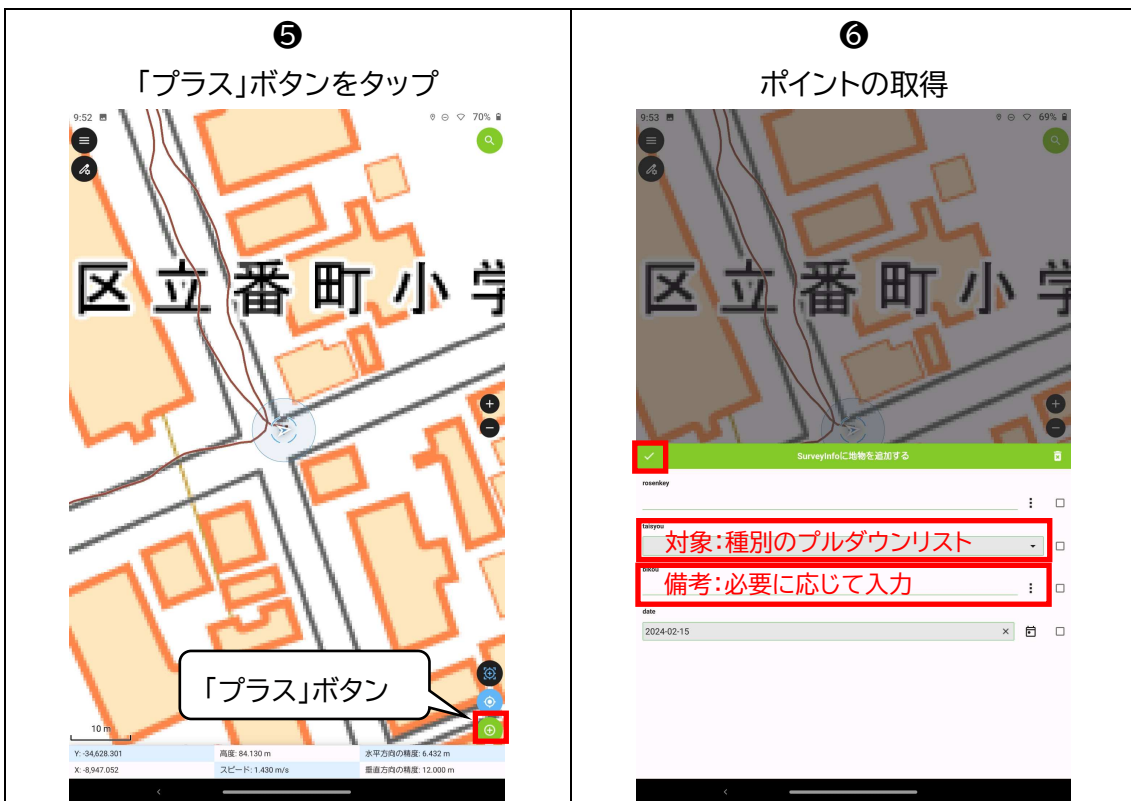 ❺
「プラス」ボタンをタップ
9:52
70%
区立番町小学
「プラス」ボタン
10 m
Y: -34,628.301
高度: 84.130 m
水平方向の精度: 6.432 m
X: -8,947.052
スピード: 1.430 m/s
垂直方向の精度: 12.000 m
❻
ポイントの取得
9:53
69%
区立番町小学
SurveyInfoに地物を追加する
rosenkey
taisyou
対象：種別のプルダウンリスト
bikou
備考：必要に応じて入力
date
2024-02-15